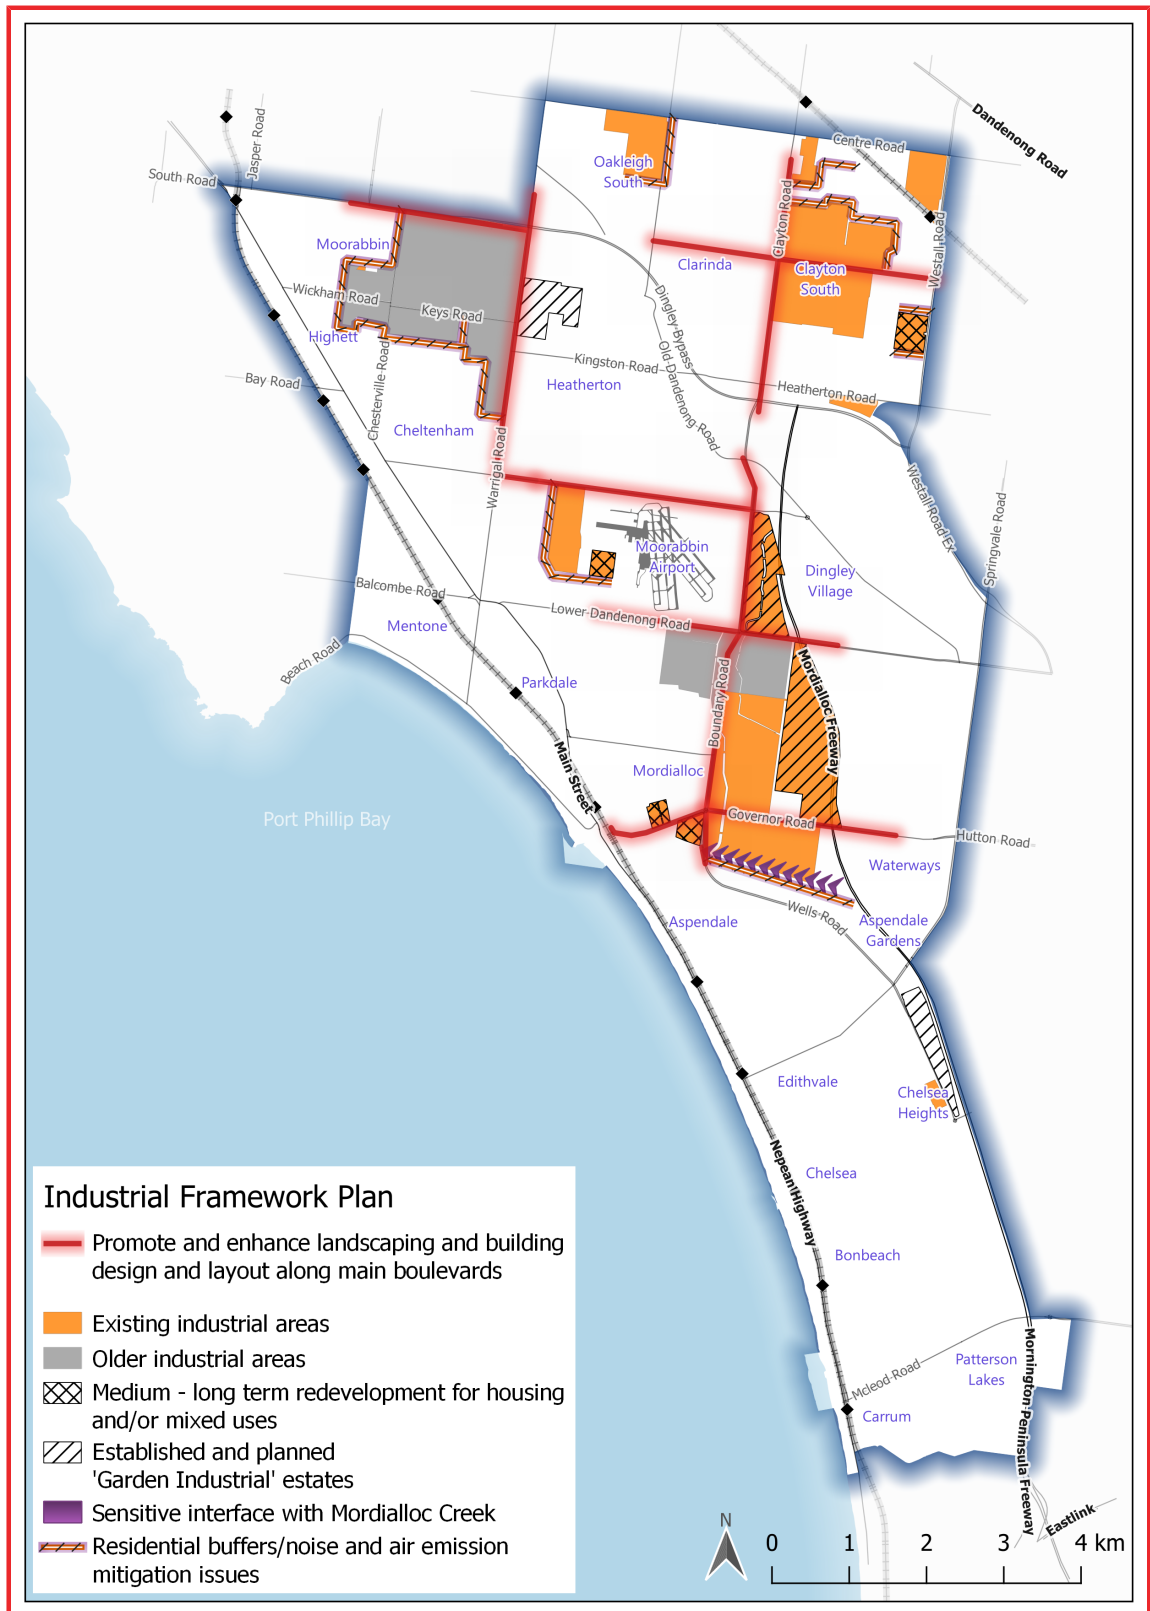 Dandenong Road
Centre Road
Jasper Road
South Road
Oakleigh
South
Clayton Road
Westall Road
Moorabbin
Clarinda
Clayton
South
Wickham Road
Keys Road
Dingley Bypass
Highett
Old Dandenong Road
Kingston Road
Heatherton Road
Heatherton
Bay Road
Chesterville Road
Cheltenham
Warrigal Road
Westall Road Ex
Springvale Road
Moorabbin
Airport
Dingley
Village
Balcombe Road
Lower Dandenong Road
Mentone
Beach Road
Parkdale
Boundary Road
Mordialloc Freeway
Main Street
Mordialloc
Port Phillip Bay
Governor Road
Hutton Road
Waterways
Wells Road
Aspendale
Aspendale
Gardens
Edithvale
Chelsea
Heights
Nepean Highway
Chelsea
Bonbeach
Mornington Peninsula Freeway
Patterson
Lakes
Mcleod Road
Carrum
Eastlink
Industrial Framework Plan
Promote and enhance landscaping and building
design and layout along main boulevards
Existing industrial areas
Older industrial areas
Medium - long term redevelopment for housing
and/or mixed uses
Established and planned
'Garden Industrial' estates
Sensitive interface with Mordialloc Creek
Residential buffers/noise and air emission
mitigation issues
N
0 1 2 3 4 km